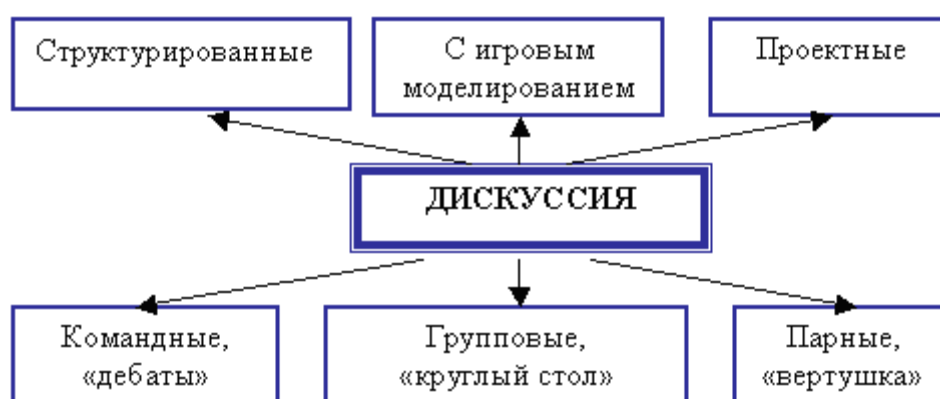 Структурированные
С игровым
моделированием
Проектные
ДИСКУССИЯ
Командные,
«дебаты»
Групповые,
«круглый стол»
Парные,
«вертушка»